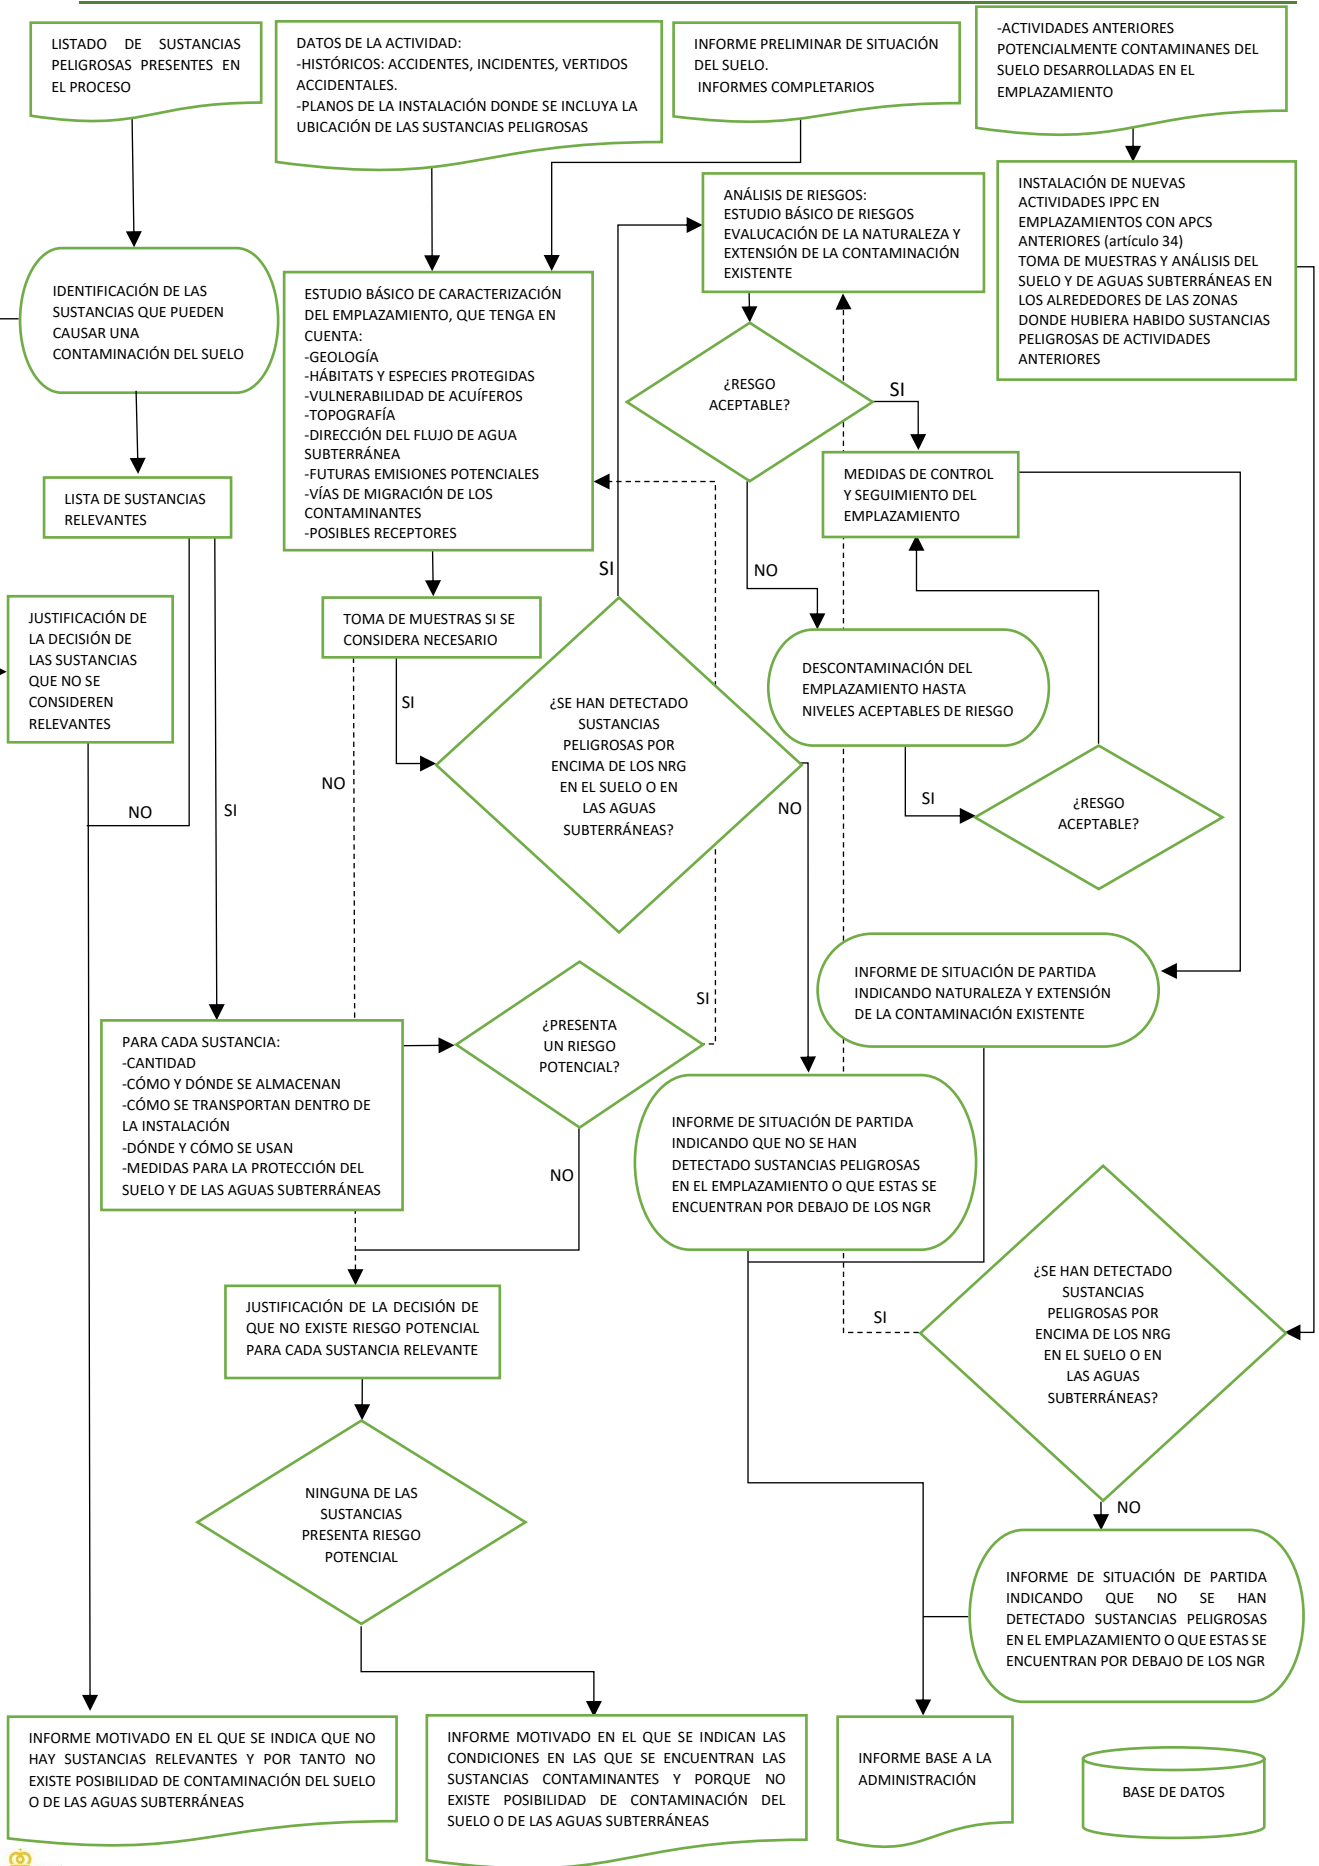 LISTADO DE SUSTANCIAS
PELIGROSAS PRESENTES EN
EL PROCESO
DATOS DE LA ACTIVIDAD:
-HISTÓRICOS: ACCIDENTES, INCIDENTES, VERTIDOS
ACCIDENTALES.
-PLANOS DE LA INSTALACIÓN DONDE SE INCLUYA LA
UBICACIÓN DE LAS SUSTANCIAS PELIGROSAS
INFORME PRELIMINAR DE SITUACIÓN
DEL SUELO.
INFORMES COMPLETARIOS
-ACTIVIDADES ANTERIORES
POTENCIALMENTE CONTAMINANES DEL
SUELO DESARROLLADAS EN EL
EMPLAZAMIENTO
ANÁLISIS DE RIESGOS:
ESTUDIO BÁSICO DE RIESGOS
EVALUCACIÓN DE LA NATURALEZA Y
EXTENSIÓN DE LA CONTAMINACIÓN
EXISTENTE
INSTALACIÓN DE NUEVAS
ACTIVIDADES IPPC EN
EMPLAZAMIENTOS CON APCS
ANTERIORES (artículo 34)
TOMA DE MUESTRAS Y ANÁLISIS DEL
SUELO Y DE AGUAS SUBTERRÁNEAS EN
LOS ALREDEDORES DE LAS ZONAS
DONDE HUBIERA HABIDO SUSTANCIAS
PELIGROSAS DE ACTIVIDADES
ANTERIORES
IDENTIFICACIÓN DE LAS
SUSTANCIAS QUE PUEDEN
CAUSAR UNA
CONTAMINACIÓN DEL SUELO
ESTUDIO BÁSICO DE CARACTERIZACIÓN
DEL EMPLAZAMIENTO, QUE TENGA EN
CUENTA:
-GEOLOGÍA
-HÁBITATS Y ESPECIES PROTEGIDAS
-VULNERABILIDAD DE ACUÍFEROS
-TOPOGRAFÍA
-DIRECCIÓN DEL FLUJO DE AGUA
SUBTERRÁNEA
-FUTURAS EMISIONES POTENCIALES
-VÍAS DE MIGRACIÓN DE LOS
CONTAMINANTES
-POSIBLES RECEPTORES
¿RESGO
ACEPTABLE?
SI
MEDIDAS DE CONTROL
Y SEGUIMIENTO DEL
EMPLAZAMIENTO
LISTA DE SUSTANCIAS
RELEVANTES
SI
NO
JUSTIFICACIÓN DE
LA DECISIÓN DE
LAS SUSTANCIAS
QUE NO SE
CONSIDEREN
RELEVANTES
TOMA DE MUESTRAS SI SE
CONSIDERA NECESARIO
SI
¿SE HAN DETECTADO
SUSTANCIAS
PELIGROSAS POR
ENCIMA DE LOS NRG
EN EL SUELO O EN
LAS AGUAS
SUBTERRÁNEAS?
DESCONTAMINACIÓN DEL
EMPLAZAMIENTO HASTA
NIVELES ACEPTABLES DE RIESGO
NO
SI
NO
NO
SI
¿RESGO
ACEPTABLE?
INFORME DE SITUACIÓN DE PARTIDA
INDICANDO NATURALEZA Y EXTENSIÓN
DE LA CONTAMINACIÓN EXISTENTE
SI
¿PRESENTA
UN RIESGO
POTENCIAL?
PARA CADA SUSTANCIA:
-CANTIDAD
-CÓMO Y DÓNDE SE ALMACENAN
-CÓMO SE TRANSPORTAN DENTRO DE
LA INSTALACIÓN
-DÓNDE Y CÓMO SE USAN
-MEDIDAS PARA LA PROTECCIÓN DEL
SUELO Y DE LAS AGUAS SUBTERRÁNEAS
NO
INFORME DE SITUACIÓN DE PARTIDA
INDICANDO QUE NO SE HAN
DETECTADO SUSTANCIAS PELIGROSAS
EN EL EMPLAZAMIENTO O QUE ESTAS SE
ENCUENTRAN POR DEBAJO DE LOS NGR
JUSTIFICACIÓN DE LA DECISIÓN DE
QUE NO EXISTE RIESGO POTENCIAL
PARA CADA SUSTANCIA RELEVANTE
SI
¿SE HAN DETECTADO
SUSTANCIAS
PELIGROSAS POR
ENCIMA DE LOS NRG
EN EL SUELO O EN
LAS AGUAS
SUBTERRÁNEAS?
NINGUNA DE LAS
SUSTANCIAS
PRESENTA RIESGO
POTENCIAL
NO
INFORME DE SITUACIÓN DE PARTIDA
INDICANDO QUE NO SE HAN
DETECTADO SUSTANCIAS PELIGROSAS
EN EL EMPLAZAMIENTO O QUE ESTAS SE
ENCUENTRAN POR DEBAJO DE LOS NGR
INFORME MOTIVADO EN EL QUE SE INDICA QUE NO
HAY SUSTANCIAS RELEVANTES Y POR TANTO NO
EXISTE POSIBILIDAD DE CONTAMINACIÓN DEL SUELO
O DE LAS AGUAS SUBTERRÁNEAS
INFORME MOTIVADO EN EL QUE SE INDICAN LAS
CONDICIONES EN LAS QUE SE ENCUENTRAN LAS
SUSTANCIAS CONTAMINANTES Y PORQUE NO
EXISTE POSIBILIDAD DE CONTAMINACIÓN DEL
SUELO O DE LAS AGUAS SUBTERRÁNEAS
INFORME BASE A LA
ADMINISTRACIÓN
BASE DE DATOS